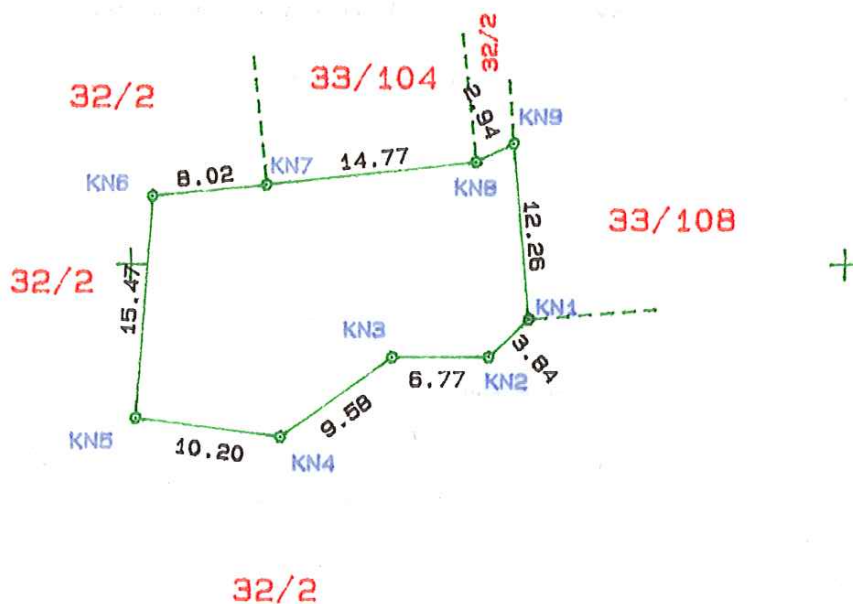 32/2
33/104
32/2
KN6
8.02
KN7
14.77
2.94
KN8
KN9
33/108
12.26
32/2
15.47
KN1
3.84
KN3
6.77
KN2
KN5
10.20
9.58
KN4
32/2